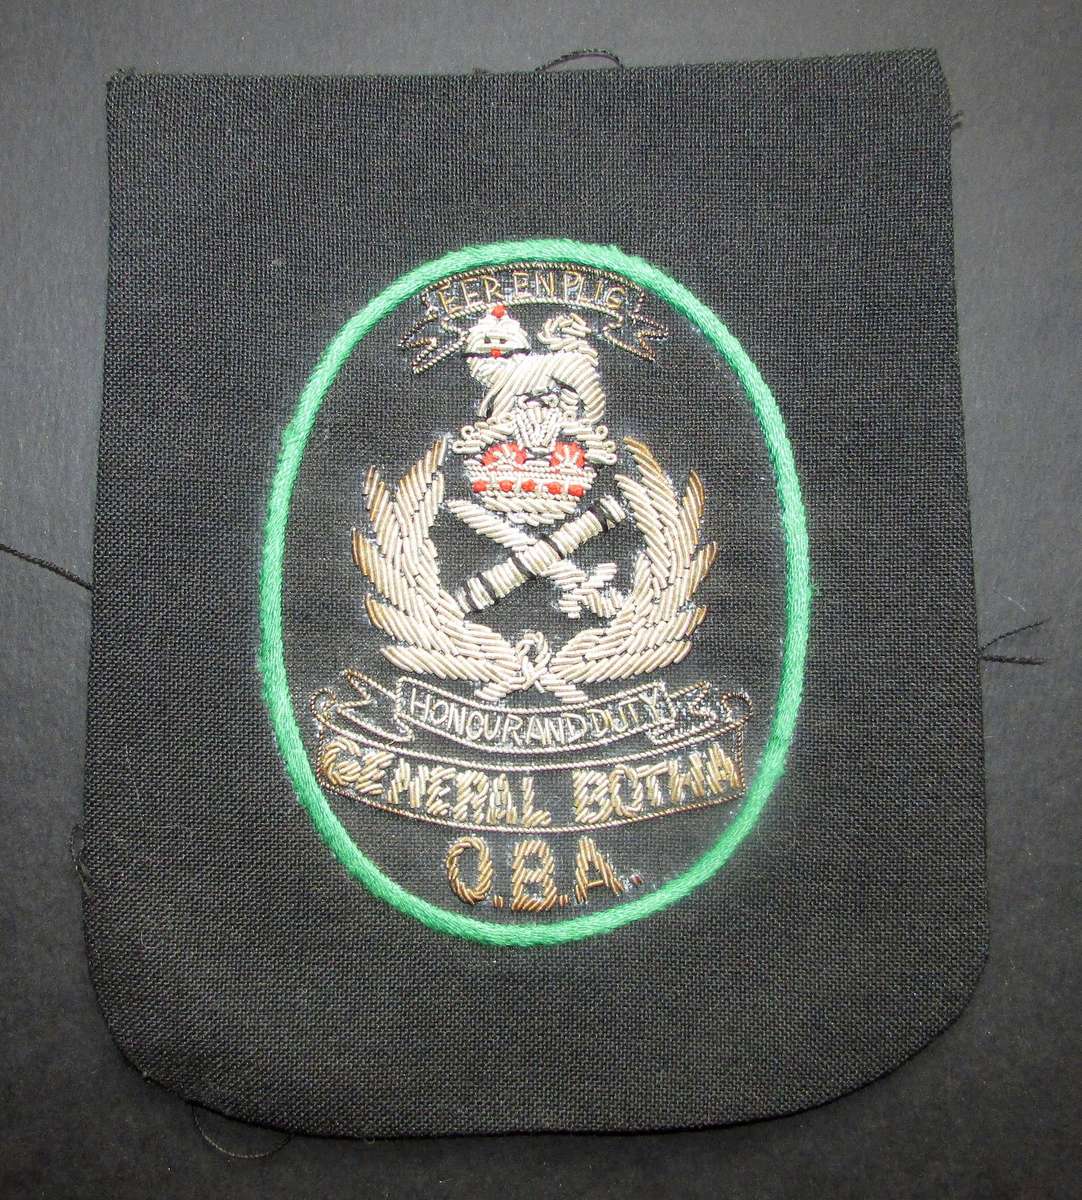 EER EN PLIG
HONOUR AND DUTY
GENERAL BOTHA
O.B.A.